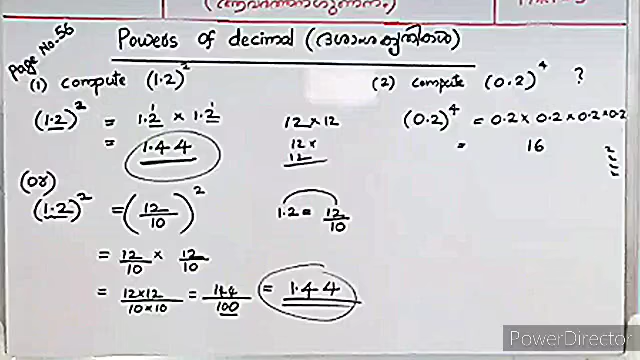 (ആവർത്തനഗുണനം)
Page No.56
Powers of decimal (ദശാംശകൃതികൾ)
(1) compute (1.2)²
(1.2)² = 1.2 × 1.2
= 1.44
12 × 12
12 ×
12
(or)
(1.2)² = (12/10)²
1.2 = 12/10
= 12/10 × 12/10
= 12×12/10×10 = 144/100 = 1.44
(2) compute (0.2)⁴ ?
(0.2)⁴ = 0.2 × 0.2 × 0.2 × 0.2
= 16
PowerDirector